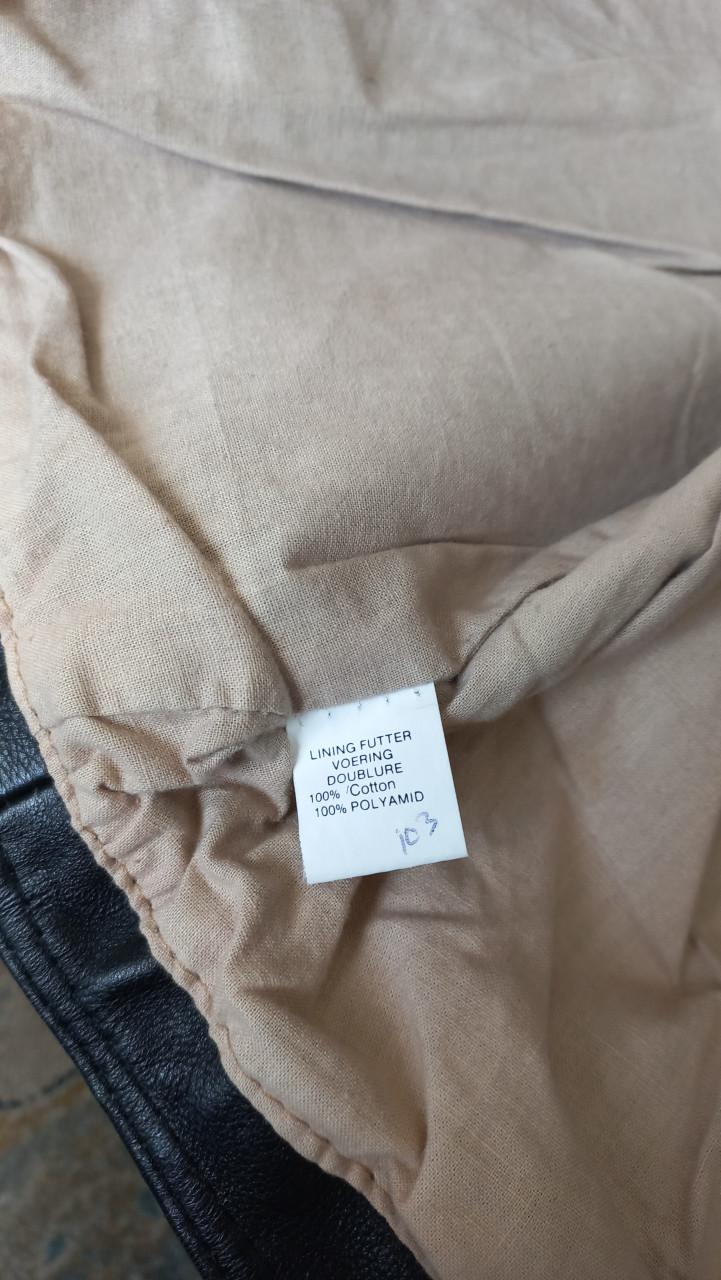 LINING FUTTER
VOERING
DOUBLURE
100% /Cotton
100% POLYAMID
103